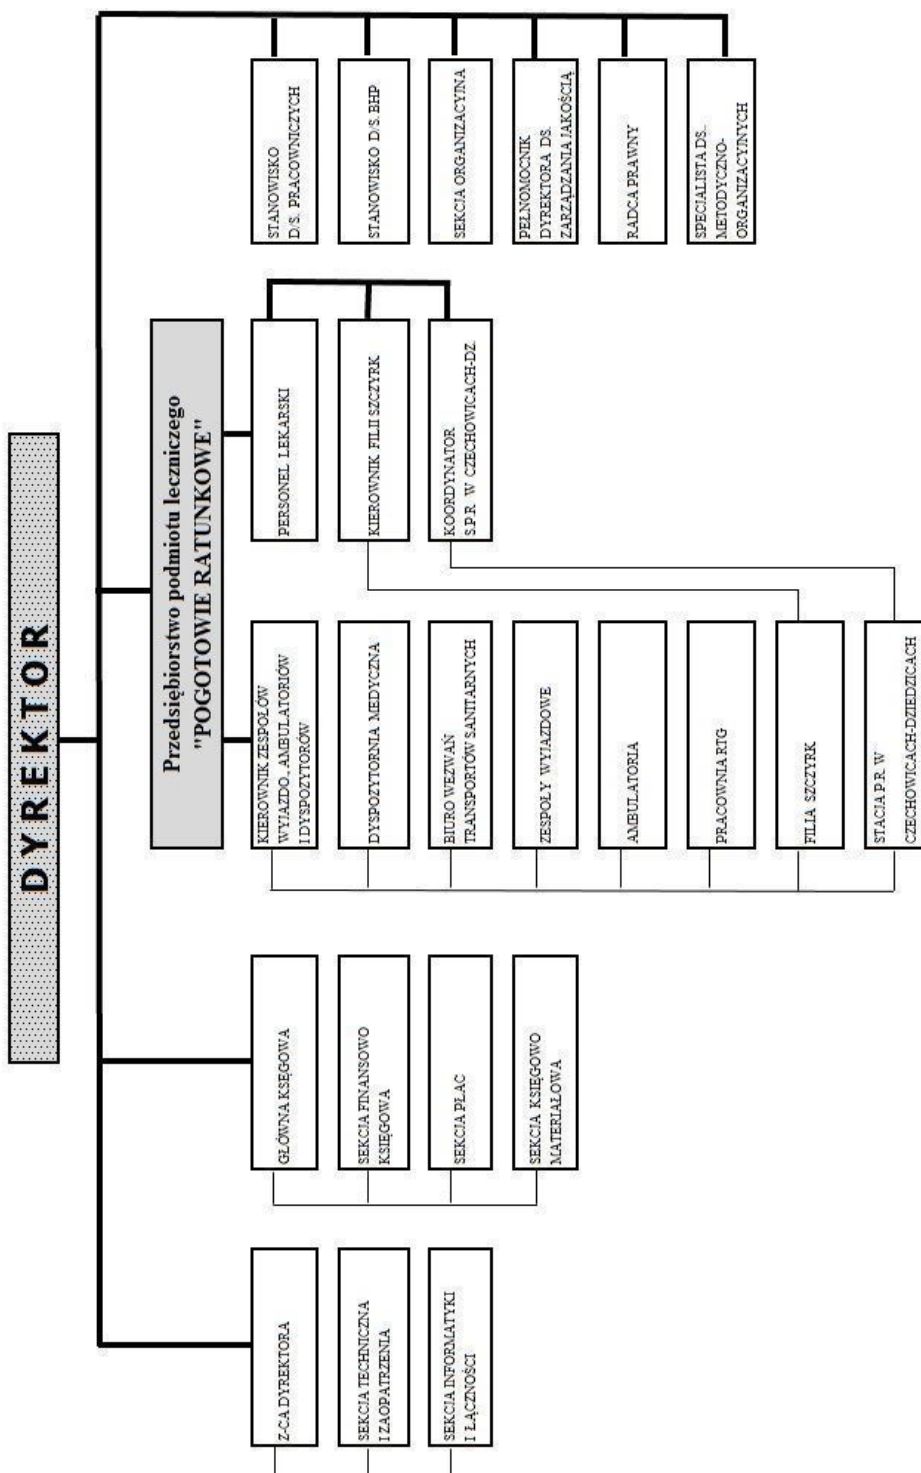 DYREKTOR
Przedsiębiorstwo podmiotu leczniczego
"POGOTOWIE RATUNKOWE"
Z-CA DYREKTORA
SEKCJA TECHNICZNA
I ZAOPATRZENIA
SEKCJA INFORMATYKI
I ŁĄCZNOŚCI
GŁÓWNA KSIĘGOWA
SEKCJA FINANSOWO
KSIĘGOWA
SEKCJA PŁAC
SEKCJA KSIĘGOWO
MATERIAŁOWA
KIEROWNIK ZESPOŁÓW
WYJAZDO., AMBULATORIÓW
I DYSPOZYTORÓW
DYSPOZYTORNIA MEDYCZNA
BIURO WEZWAŃ
TRANSPORTÓW SANITARNYCH
ZESPOŁY WYJAZDOWE
AMBULATORIA
PRACOWNIA RTG
FILIA SZCZYRK
STACJA P.R. W
CZECHOWICACH-DZIEDZICACH
PERSONEL LEKARSKI
KIEROWNIK FILII SZCZYRK
KOORDYNATOR
S.P.R. W CZECHOWICACH-DZ.
STANOWISKO
D/S. PRACOWNICZYCH
STANOWISKO D/S. BHP
SEKCJA ORGANIZACYJNA
PEŁNOMOCNIK
DYREKTORA DS.
ZARZĄDZANIA JAKOŚCIĄ
RADCA PRAWNY
SPECJALISTA DS..
METODYCZNO-
ORGANIZACYJNYCH